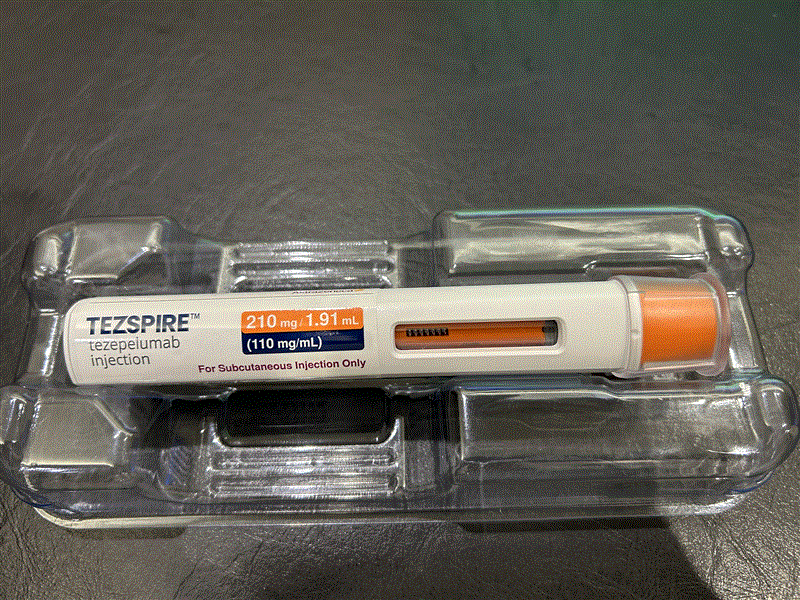 TEZSPIRE™
tezepelumab
injection
210 mg / 1.91 mL
(110 mg/mL)
For Subcutaneous Injection Only